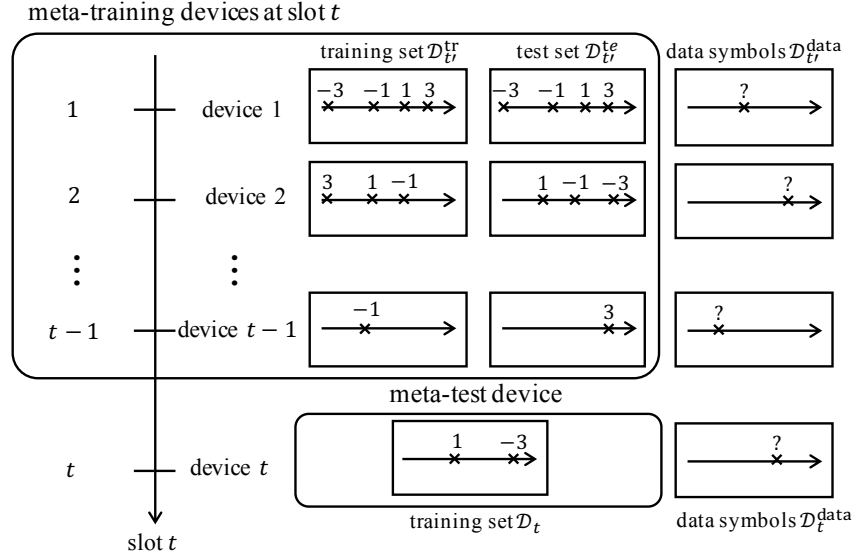 meta-training devices at slot t
training set 𝒟_{t′}^{tr} test set 𝒟_{t′}^{te} data symbols 𝒟_{t′}^{data}
1 device 1 −3 −1 1 3 −3 −1 1 3 ?
2 device 2 3 1 −1 1 −1 −3 ?
⋮ ⋮
t − 1 device t − 1 −1 3 ?
meta-test device
t device t 1 −3 ?
training set 𝒟_t data symbols 𝒟_t^{data}
slot t